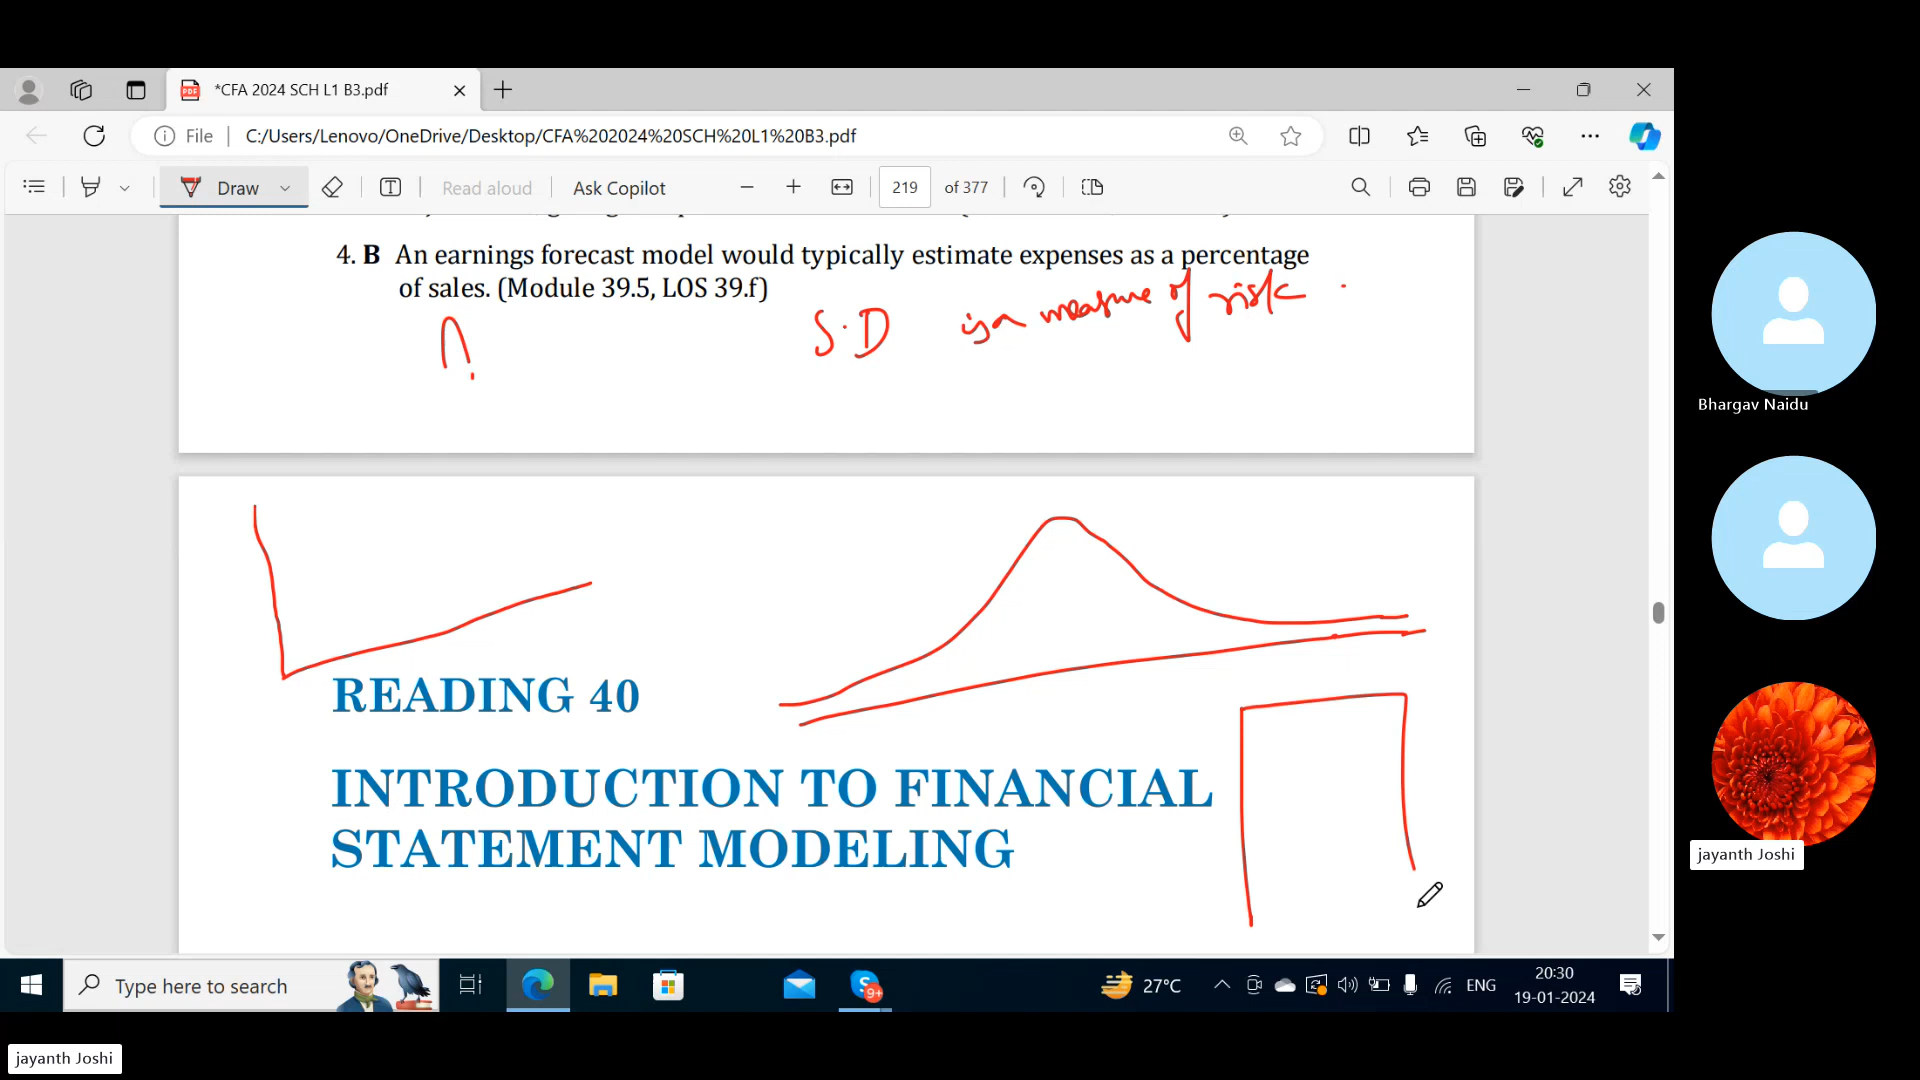 *CFA 2024 SCH L1 B3.pdf
File C:/Users/Lenovo/OneDrive/Desktop/CFA%202024%20SCH%20L1%20B3.pdf
Draw Read aloud Ask Copilot 219 of 377
4. B An earnings forecast model would typically estimate expenses as a percentage
of sales. (Module 39.5, LOS 39.f)
S.D is a measure of risk .
READING 40
INTRODUCTION TO FINANCIAL
STATEMENT MODELING
Bhargav Naidu
jayanth Joshi
Type here to search
9+
27°C
ENG
20:30
19-01-2024
jayanth Joshi